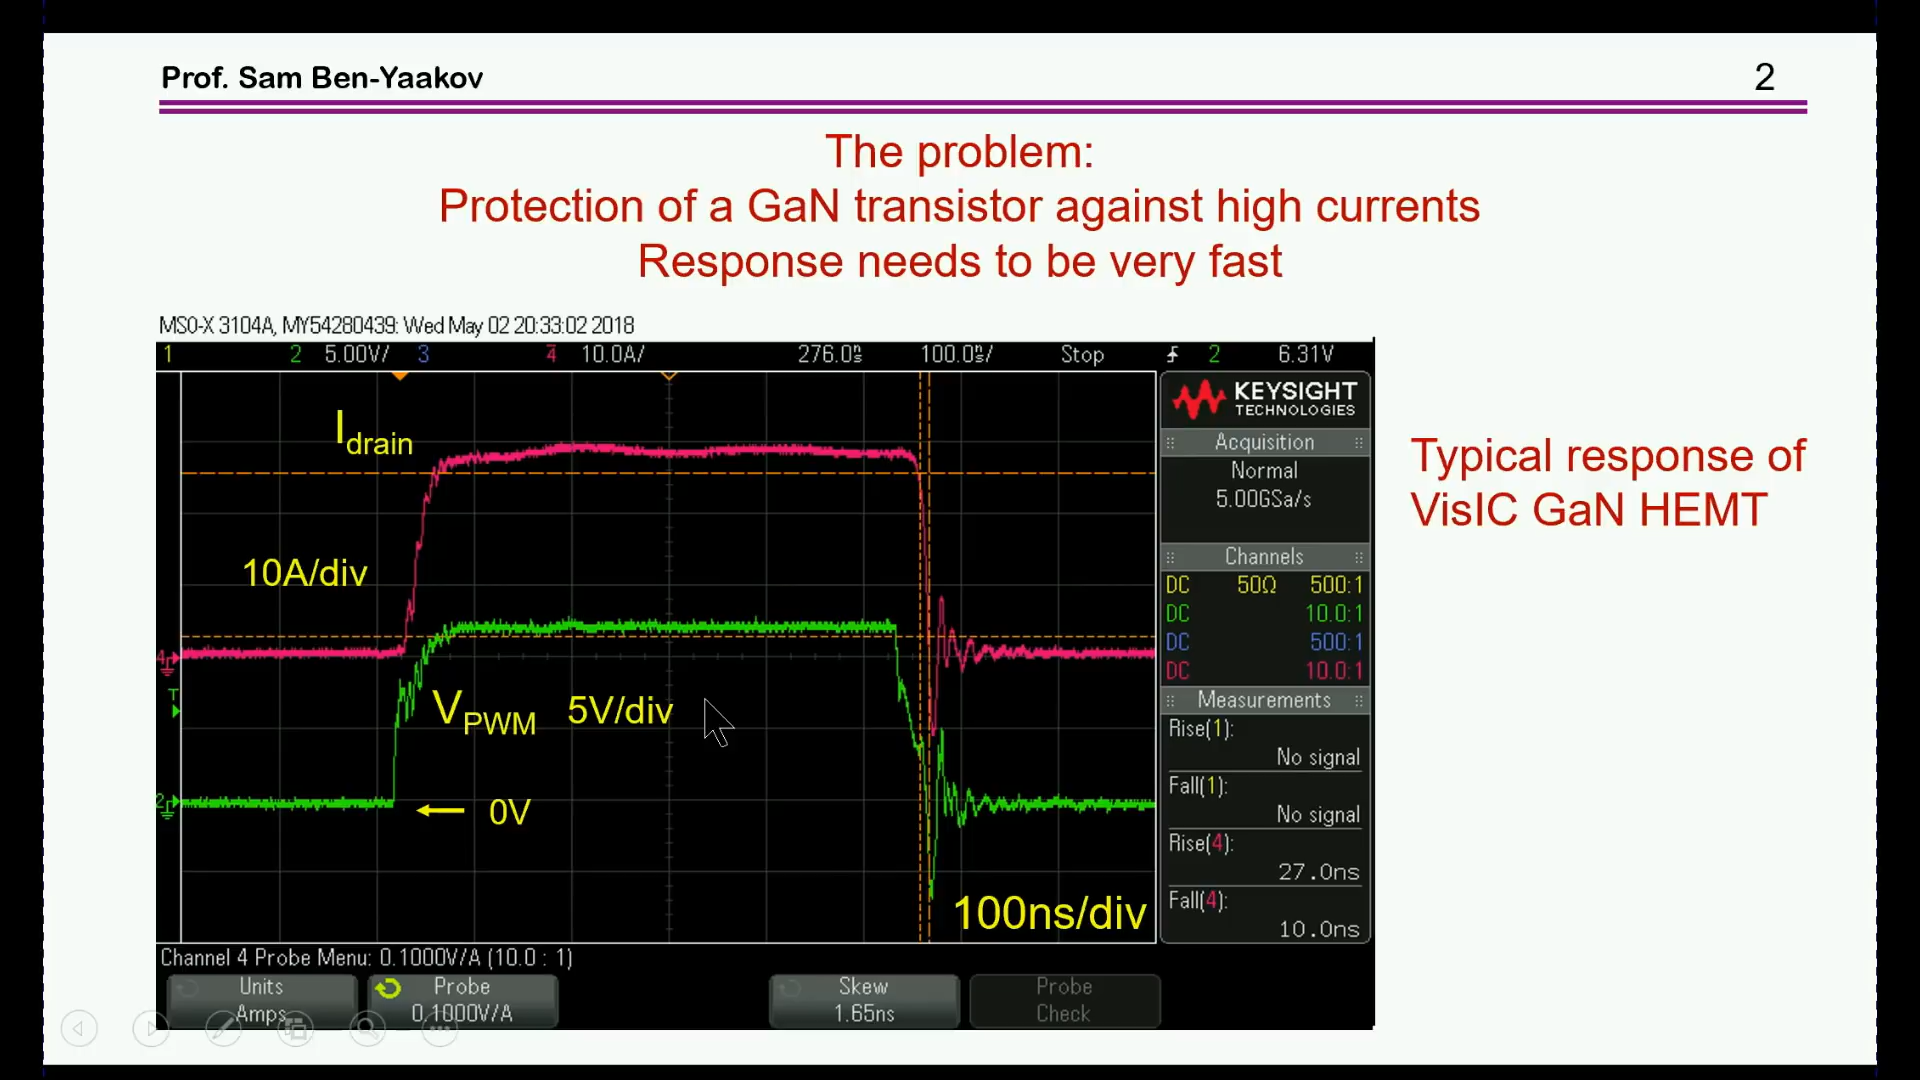 Prof. Sam Ben-Yaakov
2
The problem:
Protection of a GaN transistor against high currents
Response needs to be very fast
MSO-X 3104A, MY54280439: Wed May 02 20:33:02 2018
1 2 5.00V/ 3 4 10.0A/ 276.0ns 100.0ns/ Stop 2 6.31V
KEYSIGHT
TECHNOLOGIES
Acquisition
Normal
5.00GSa/s
Channels
DC 50Ω 500:1
DC 10.0:1
DC 500:1
DC 10.0:1
Measurements
Rise(1):
No signal
Fall(1):
No signal
Rise(4):
27.0ns
Fall(4):
10.0ns
Idrain
10A/div
4
T
VPWM 5V/div
2
0V
100ns/div
Typical response of
VisIC GaN HEMT
Channel 4 Probe Menu: 0.1000V/A (10.0 : 1)
Units
Amps
Probe
0.1000V/A
Skew
1.65ns
Probe
Check